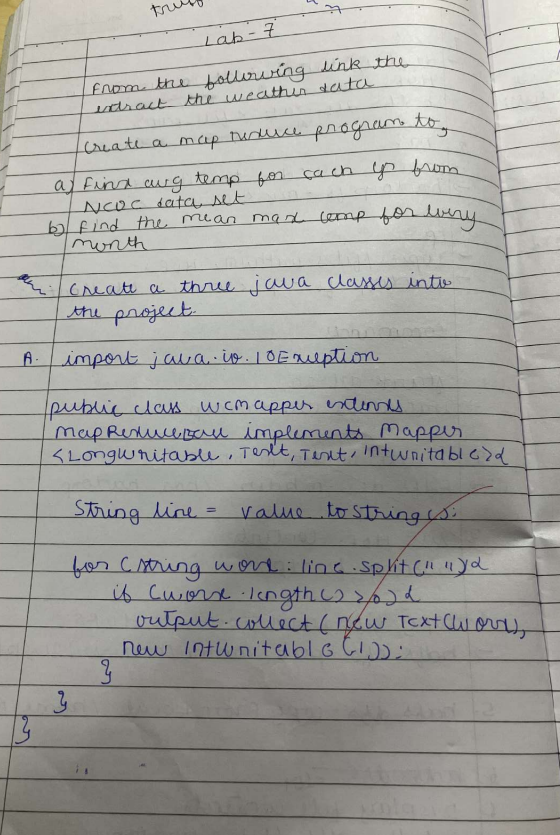 Lab-7
From the following link the
extract the weather data
Create a map reduce program to,
a) Find avg temp for each yr from
NCDC data set
b) Find the mean max temp for every
month
Create a three java classes into
the project.
A. import java.io.IOException
public class WCMapper extends
MapReduceBase implements Mapper
<LongWritable, Text, Text, IntWritable>{
String line = value.toString();
for (String word: line.split(" ")){
if (word.length() > 0){
output.collect(new Text(word),
new IntWritable(1));
}
}
}